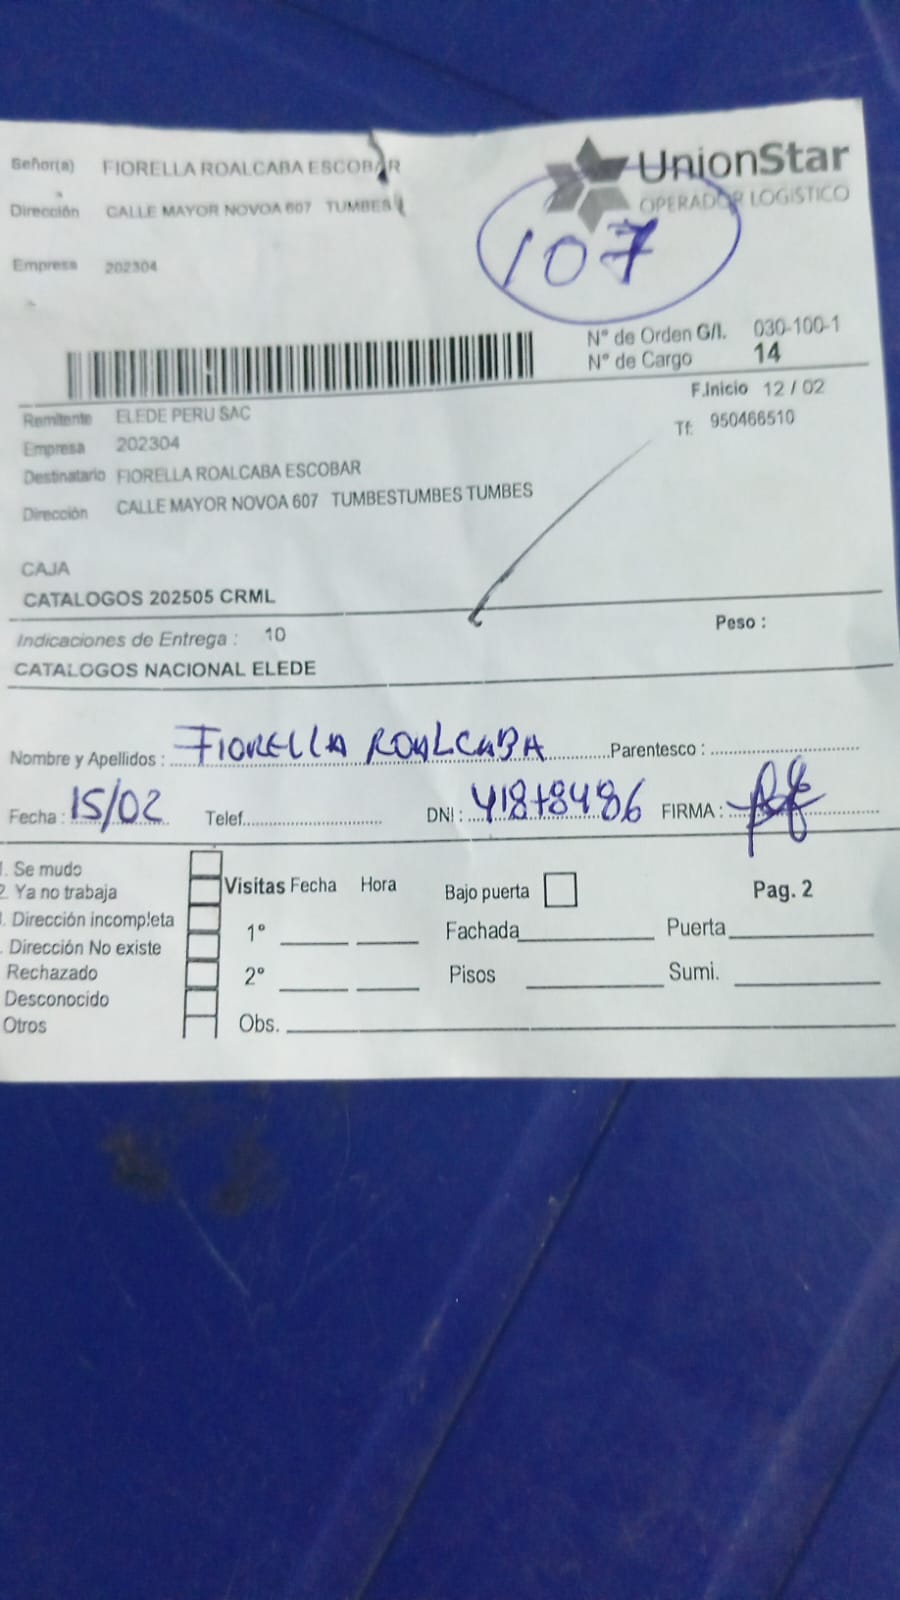 Señor(a) FIORELLA ROALCABA ESCOBAR
Dirección CALLE MAYOR NOVOA 607 TUMBES
Empresa 202304
UnionStar
OPERADOR LOGÍSTICO
107
N° de Orden G/I. 030-100-1
N° de Cargo 14
F.Inicio 12 / 02
Remitente ELEDE PERU SAC
Tf: 950466510
Empresa 202304
Destinatario FIORELLA ROALCABA ESCOBAR
Dirección CALLE MAYOR NOVOA 607 TUMBESTUMBES TUMBES
CAJA
CATALOGOS 202505 CRML
Indicaciones de Entrega : 10
Peso :
CATALOGOS NACIONAL ELEDE
Nombre y Apellidos : FIORELLA ROALCABA Parentesco :
Fecha : 15/02 Telef. DNI : 41878486 FIRMA :
1. Se mudo
2. Ya no trabaja
. Dirección incompleta
. Dirección No existe
Rechazado
Desconocido
Otros
Visitas Fecha Hora
1°
2°
Obs.
Bajo puerta
Fachada
Pisos
Pag. 2
Puerta
Sumi.